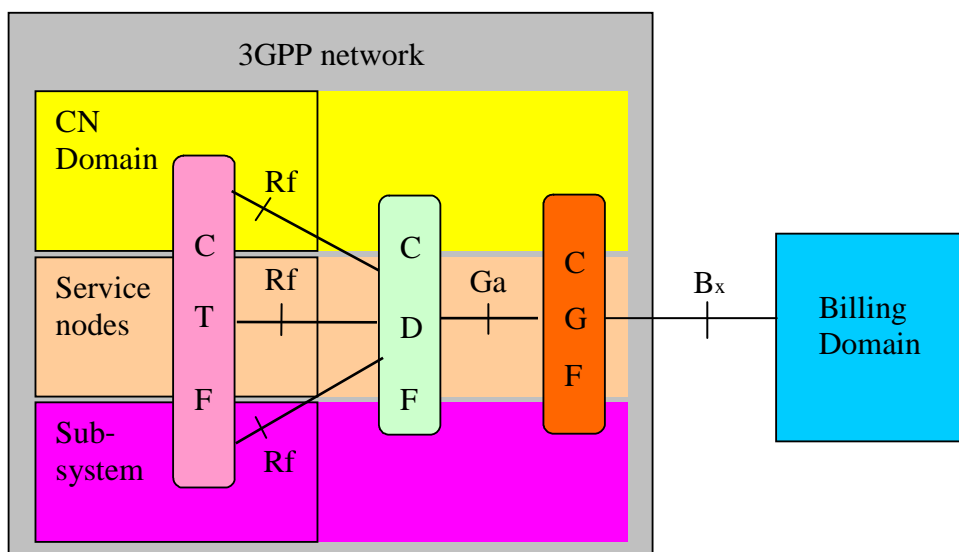 3GPP network
CN
Domain
Rf
C
T
F
Service
nodes
Rf
Sub-
system
Rf
C
D
F
Ga
C
G
F
Bx
Billing
Domain